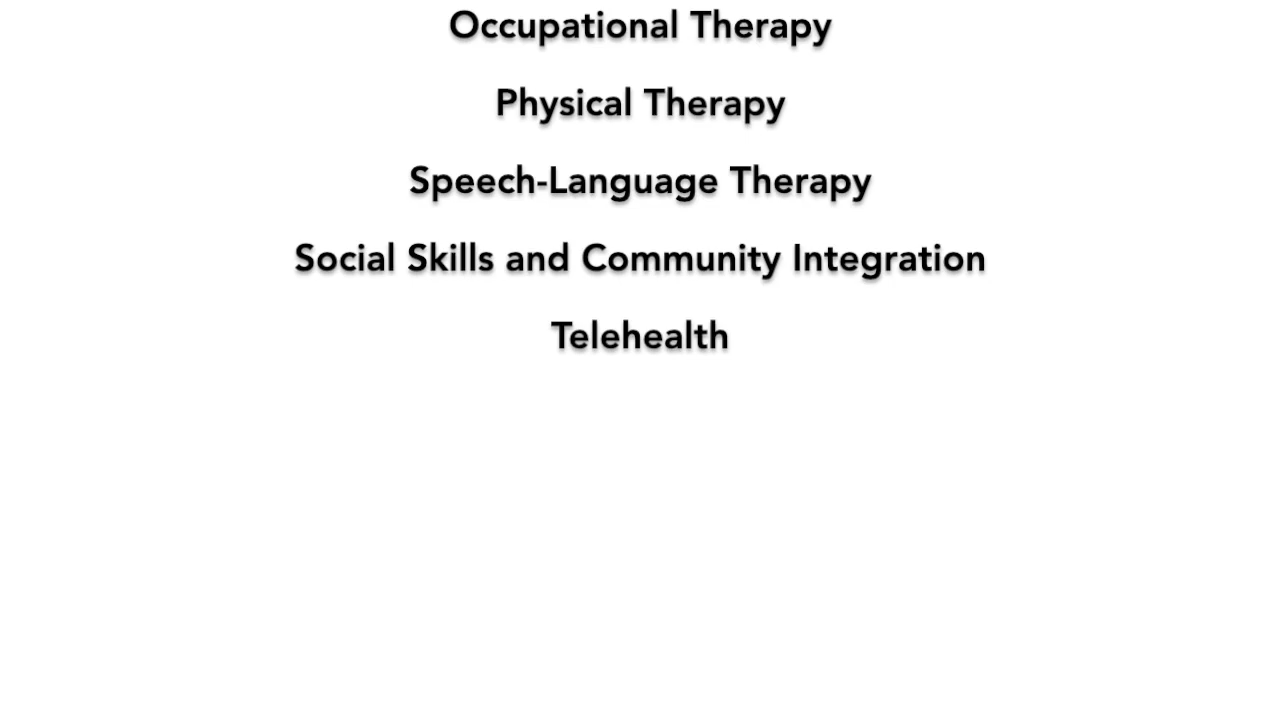 Occupational Therapy
Physical Therapy
Speech-Language Therapy
Social Skills and Community Integration
Telehealth